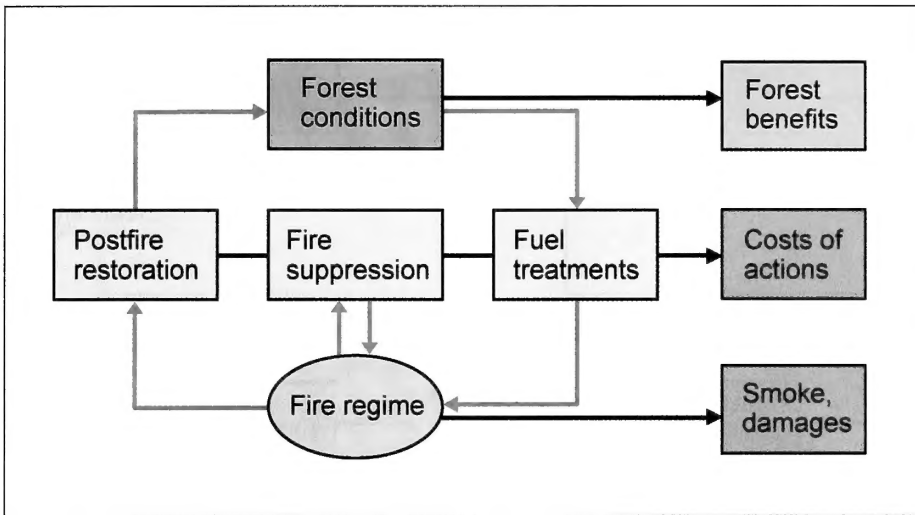 Forest
conditions
Forest
benefits
Postfire
restoration
Fire
suppression
Fuel
treatments
Costs of
actions
Fire regime
Smoke,
damages